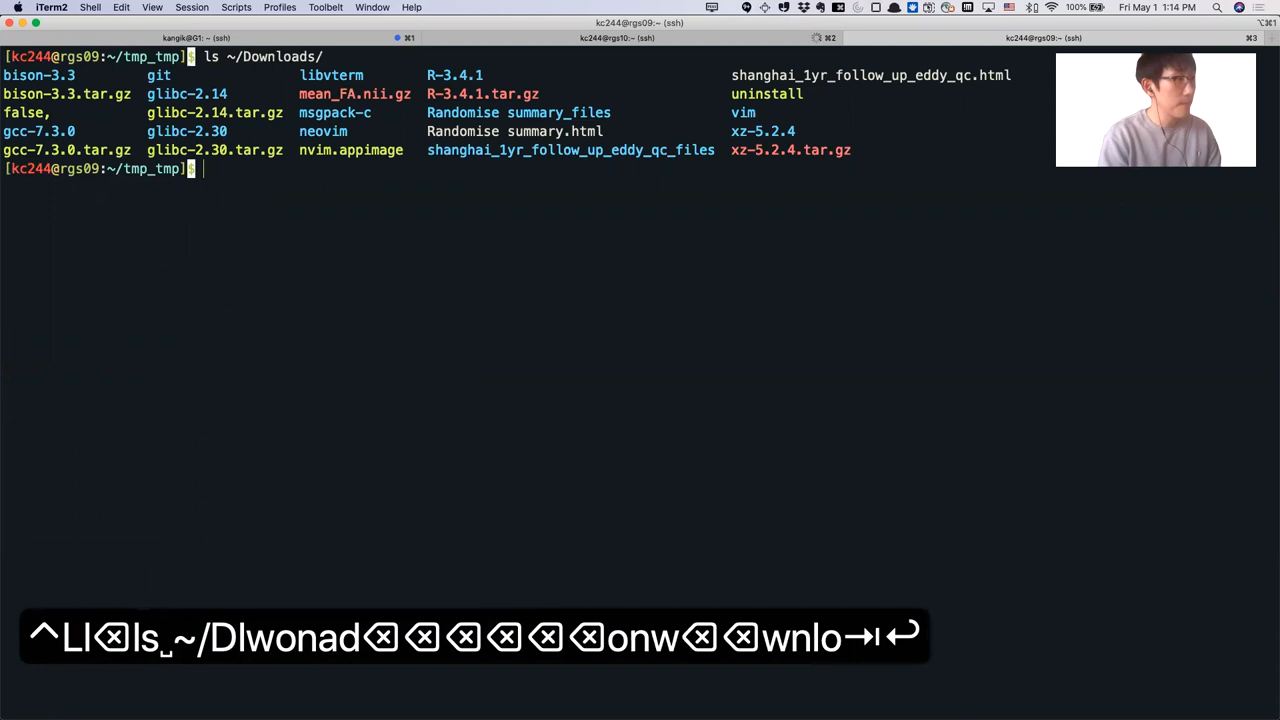 iTerm2 Shell Edit View Session Scripts Profiles Toolbelt Window Help 100% Fri May 1 1:14 PM
kc244@rgs09:~ (ssh) ⌥⌘1
kangik@G1: ~ (ssh) ⌘1 kc244@rgs10:~ (ssh) ⌘2 kc244@rgs09:~ (ssh) ⌘3
[kc244@rgs09:~/tmp_tmp]$ ls ~/Downloads/
bison-3.3 git libvterm R-3.4.1 shanghai_1yr_follow_up_eddy_qc.html
bison-3.3.tar.gz glibc-2.14 mean_FA.nii.gz R-3.4.1.tar.gz uninstall
false, glibc-2.14.tar.gz msgpack-c Randomise summary_files vim
gcc-7.3.0 glibc-2.30 neovim Randomise summary.html xz-5.2.4
gcc-7.3.0.tar.gz glibc-2.30.tar.gz nvim.appimage shanghai_1yr_follow_up_eddy_qc_files xz-5.2.4.tar.gz
[kc244@rgs09:~/tmp_tmp]$
^Ll⌫ls␣~/Dlwonad⌫⌫⌫⌫⌫⌫onw⌫⌫wnlo⇥↩